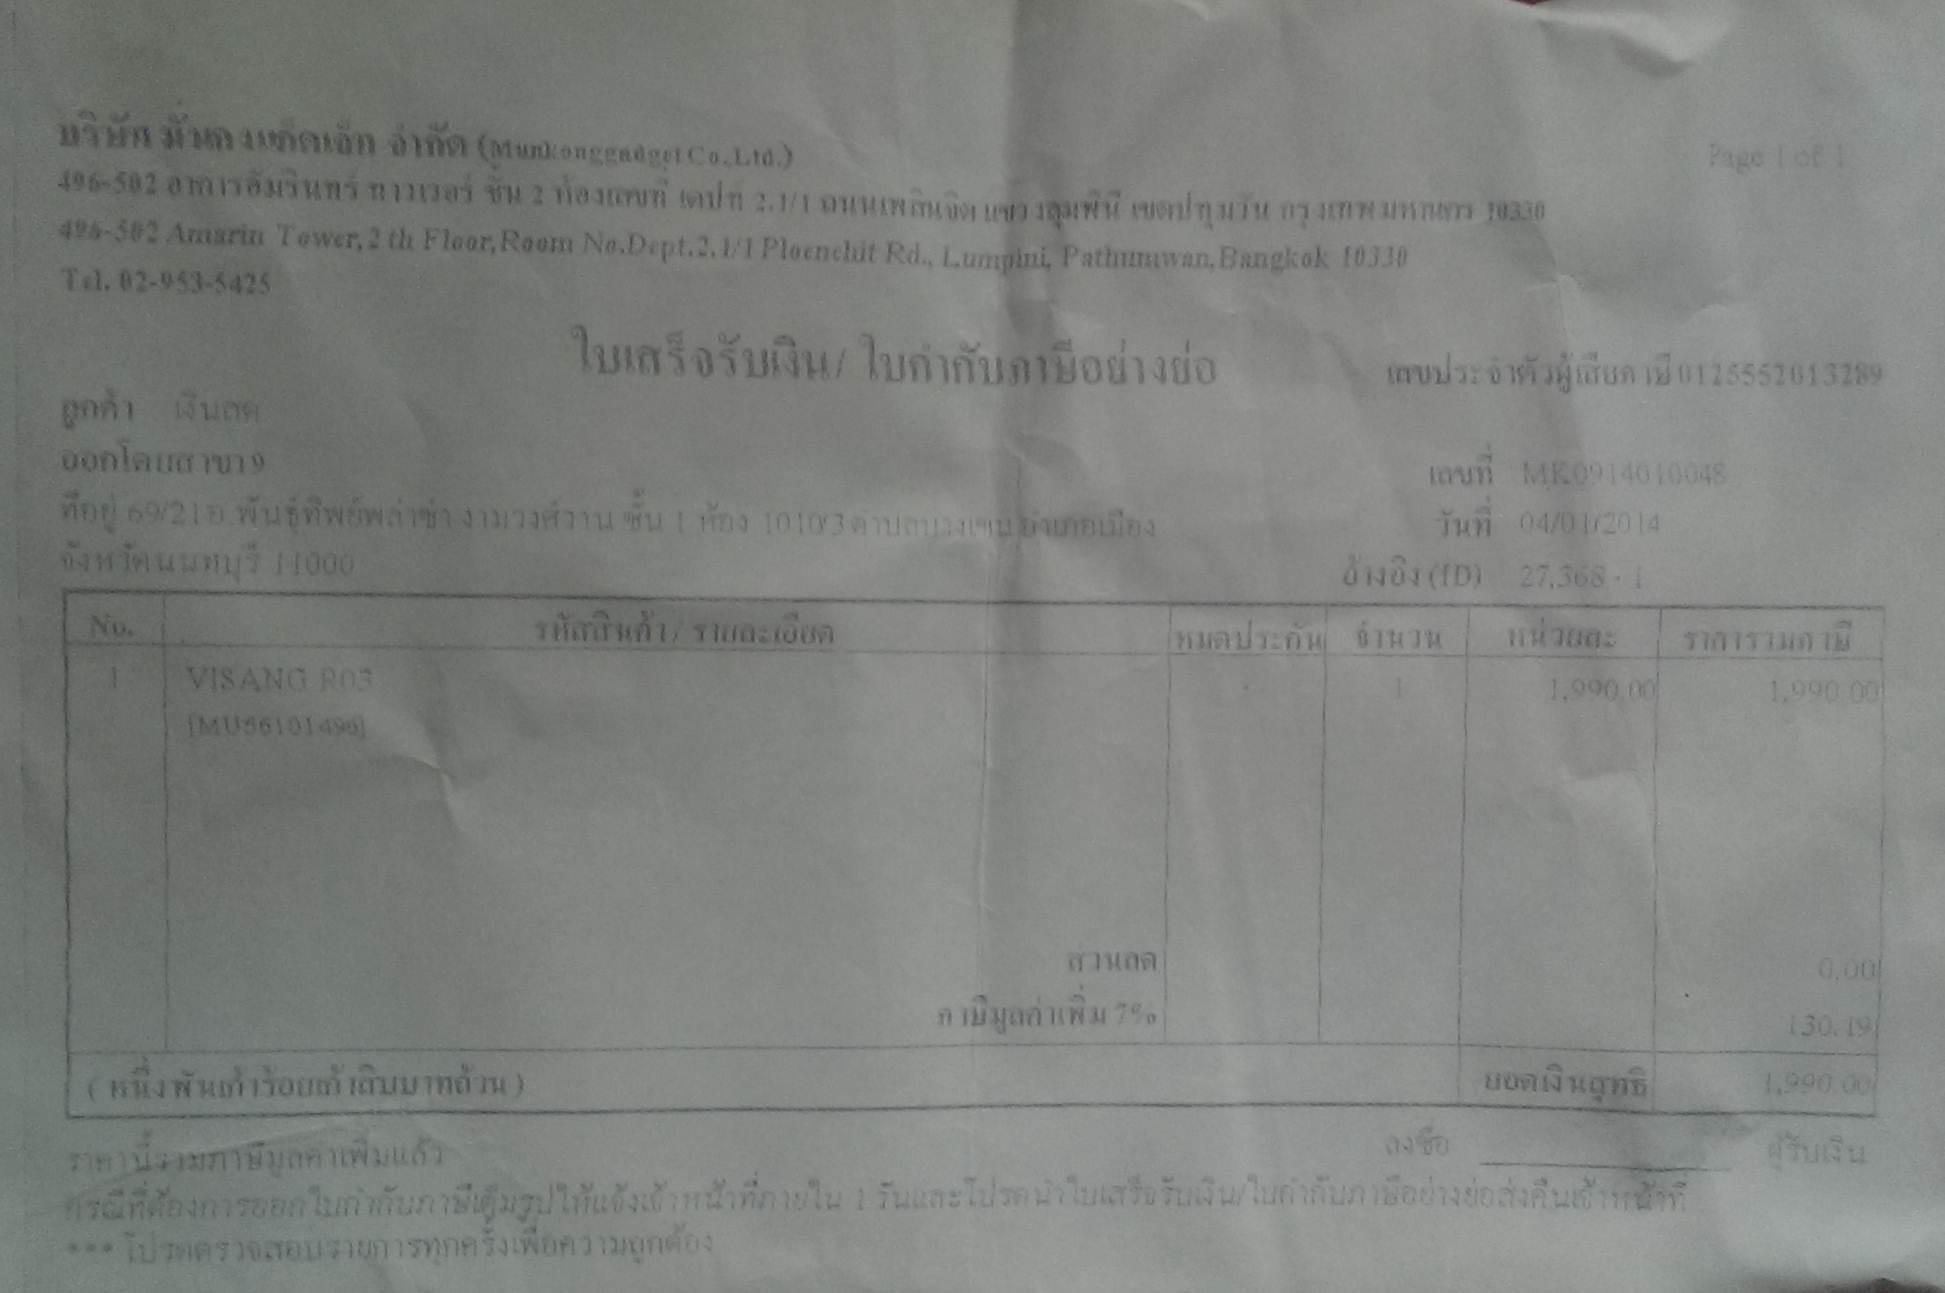 บริษัท มั่นคงแก็ดเจ็ท จำกัด (Munkonggadget Co.,Ltd.)
Page 1 of 1
496-502 อาคารอัมรินทร์ ทาวเวอร์ ชั้น 2 ห้องเลขที่ เดปท์ 2.1/1 ถนนเพลินจิต แขวงลุมพินี เขตปทุมวัน กรุงเทพมหานคร 10330
496-502 Amarin Tower,2 th Floor,Room No.Dept.2.1/1 Ploenchit Rd., Lumpini, Pathumwan,Bangkok 10330
Tel. 02-953-5425
ใบเสร็จรับเงิน/ ใบกำกับภาษีอย่างย่อ
เลขประจำตัวผู้เสียภาษี 0125552013289
ลูกค้า เงินสด
ออกโดยสาขา 9
เลขที่ MK0914010048
ที่อยู่ 69/21 อ.พันธุ์ทิพย์พล่าซ่า งามวงศ์วาน ชั้น 1 ห้อง 1010/3 ตำบลบางเขน อำเภอเมือง
วันที่ 04/01/2014
จังหวัดนนทบุรี 11000
อ้างอิง (ID) 27,368 - 1
No. รหัสสินค้า / รายละเอียด หมดประกัน จำนวน หน่วยละ ราคารวมภาษี
1 VISANG R03 - 1 1,990.00 1,990.00
[MU56101496]
ส่วนลด 0.00
ภาษีมูลค่าเพิ่ม 7% 130.19
( หนึ่งพันเก้าร้อยเก้าสิบบาทถ้วน ) ยอดเงินสุทธิ 1,990.00
ราคานี้รวมภาษีมูลค่าเพิ่มแล้ว
ลงชื่อ ผู้รับเงิน
กรณีที่ต้องการออกใบกำกับภาษีเต็มรูปให้แจ้งเจ้าหน้าที่ภายใน 1 วันและโปรดนำใบเสร็จรับเงิน/ใบกำกับภาษีอย่างย่อส่งคืนเจ้าหน้าที่
*** โปรดตรวจสอบรายการทุกครั้งเพื่อความถูกต้อง